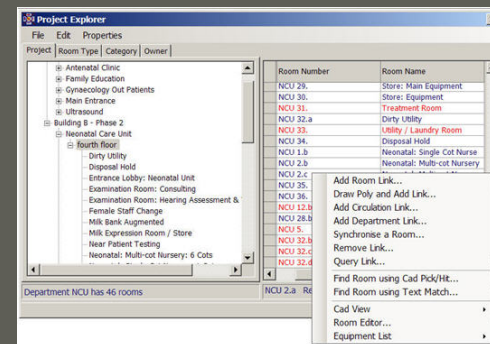 Project Explorer
File Edit Properties
Project Room Type Category Owner
Antenatal Clinic
Family Education
Gynaecology Out Patients
Main Entrance
Ultrasound
Building B - Phase 2
Neonatal Care Unit
fourth floor
Dirty Utility
Disposal Hold
Entrance Lobby: Neonatal Unit
Examination Room: Consulting
Examination Room: Hearing Assessment &
Female Staff Change
Milk Bank Augmented
Milk Expression Room / Store
Near Patient Testing
Neonatal: Multi-cot Nursery: 6 Cots
Department NCU has 46 rooms
Room Number Room Name
NCU 29. Store: Main Equipment
NCU 30. Store: Equipment
NCU 31. Treatment Room
NCU 32.a Dirty Utility
NCU 33. Utility / Laundry Room
NCU 34. Disposal Hold
NCU 1.b Neonatal: Single Cot Nurse
NCU 2.b Neonatal: Multi-cot Nursery
NCU 2.c
NCU 35.
NCU 36.
NCU 12.b
NCU 28.b
NCU 5.
NCU 32.b
NCU 32.c
NCU 32.d
NCU 2.a Re
Add Room Link...
Draw Poly and Add Link...
Add Circulation Link...
Add Department Link...
Synchronise a Room...
Remove Link...
Query Link...
Find Room using Cad Pick/Hit...
Find Room using Text Match...
Cad View
Room Editor...
Equipment List